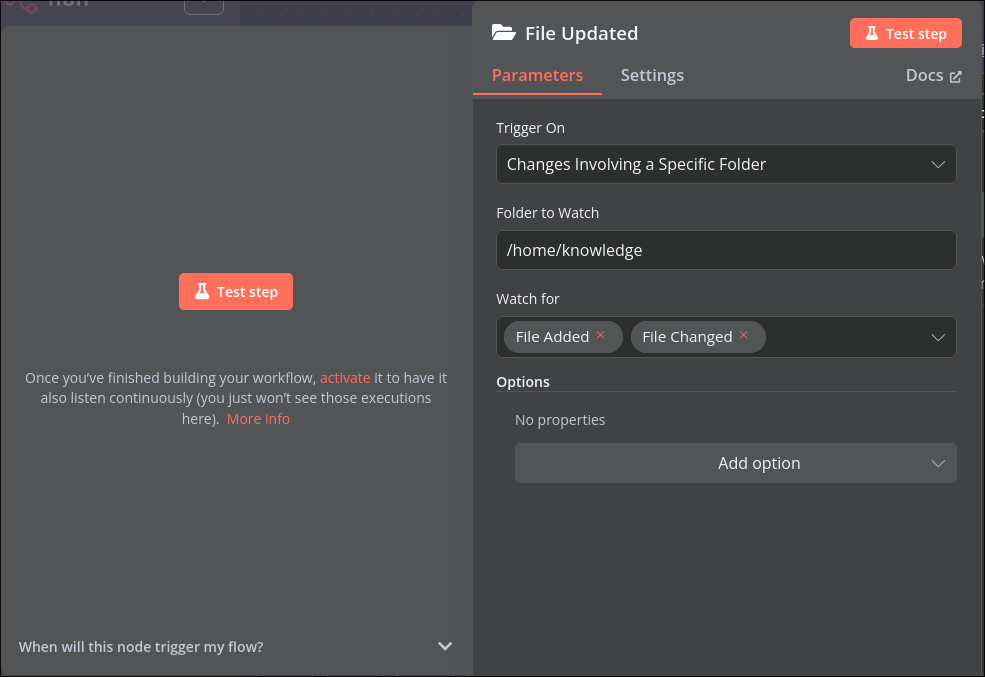 File Updated
Test step
Parameters
Settings
Docs
Trigger On
Changes Involving a Specific Folder
Folder to Watch
/home/knowledge
Watch for
File Added
File Changed
Options
No properties
Add option
Test step
Once you’ve finished building your workflow, activate it to have it
also listen continuously (you just won’t see those executions
here). More info
When will this node trigger my flow?